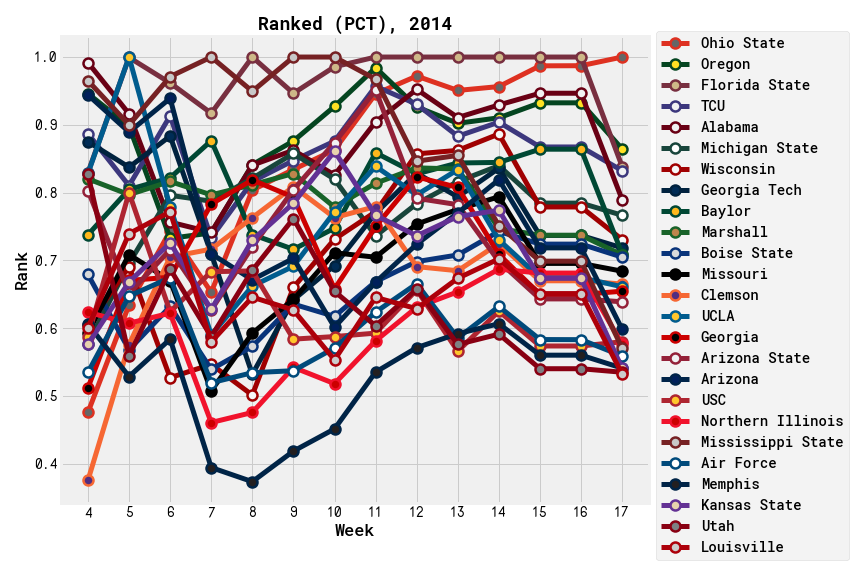 Ranked (PCT), 2014
1.0
0.9
0.8
0.7
0.6
0.5
0.4
Rank
4 5 6 7 8 9 10 11 12 13 14 15 16 17
Week
Ohio State
Oregon
Florida State
TCU
Alabama
Michigan State
Wisconsin
Georgia Tech
Baylor
Marshall
Boise State
Missouri
Clemson
UCLA
Georgia
Arizona State
Arizona
USC
Northern Illinois
Mississippi State
Air Force
Memphis
Kansas State
Utah
Louisville